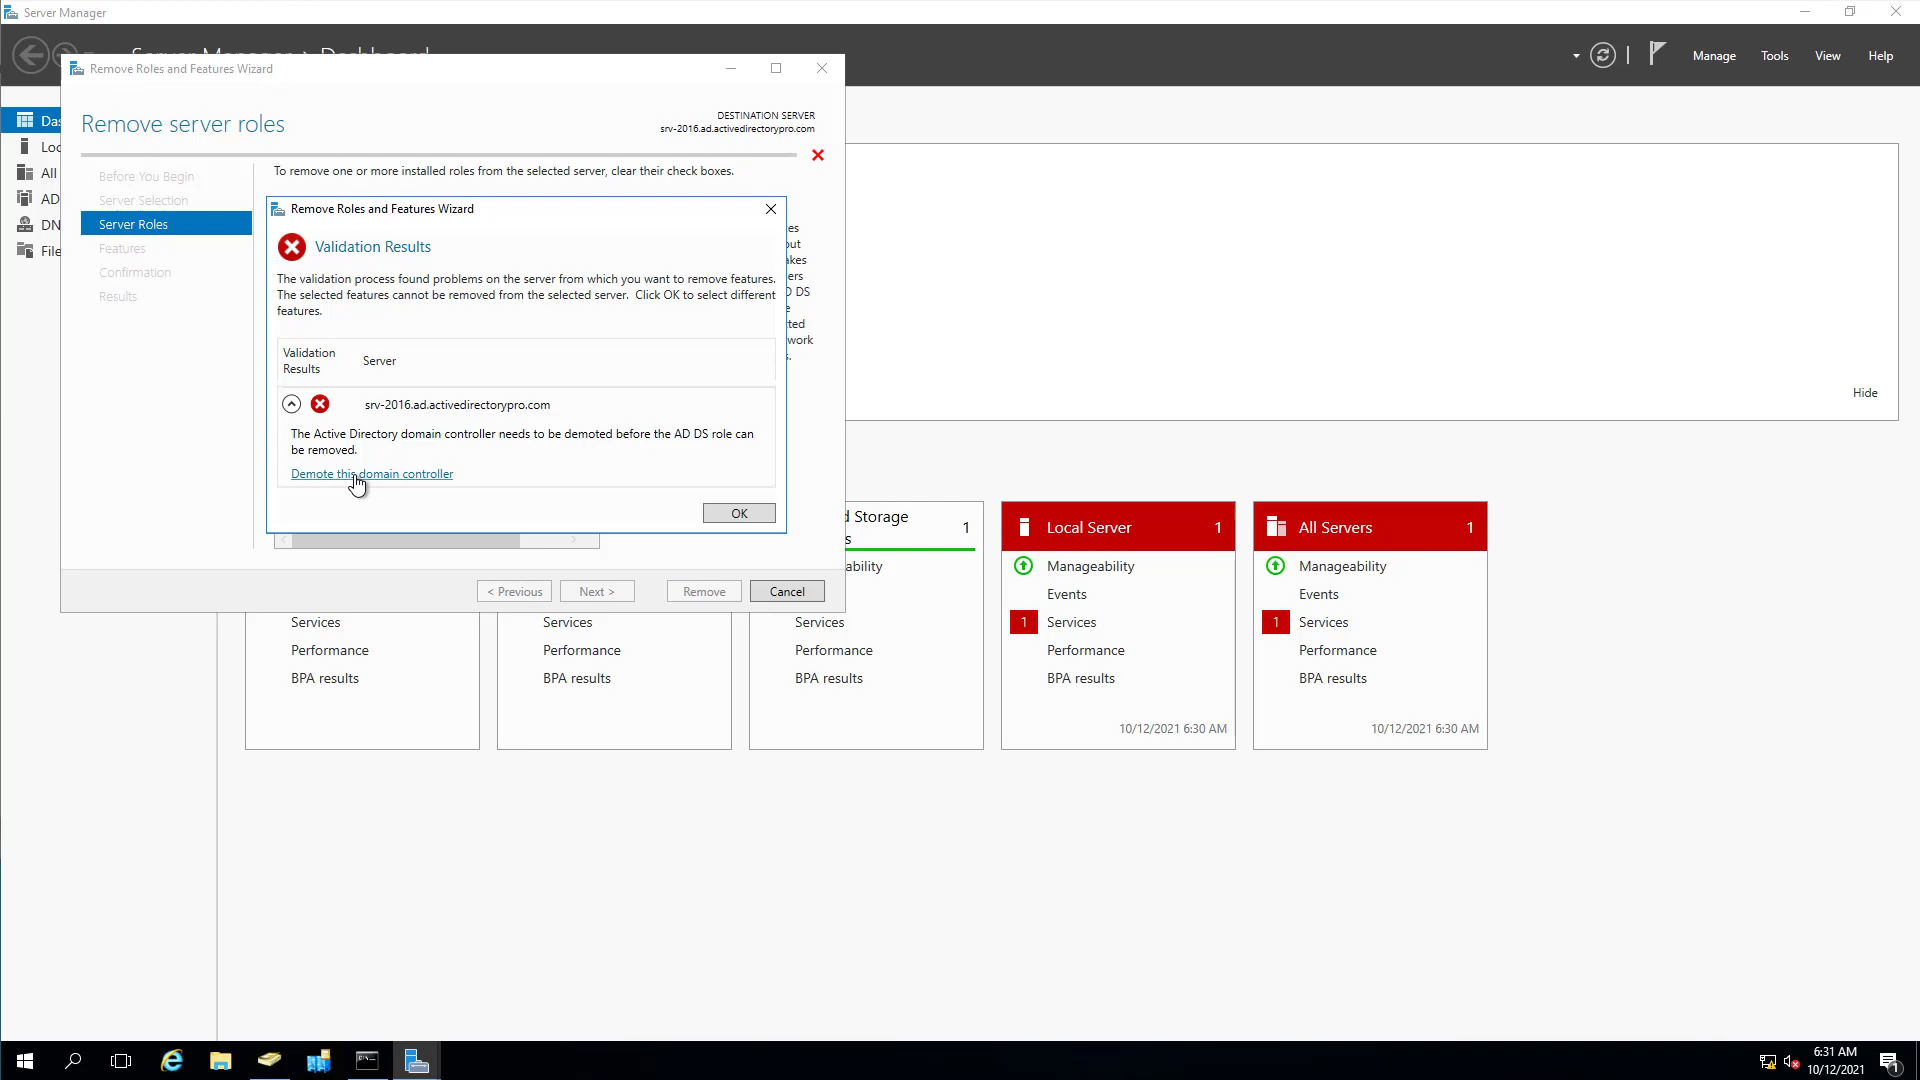 Server Manager
Manage
Tools
View
Help
Remove Roles and Features Wizard
Remove server roles
DESTINATION SERVER
srv-2016.ad.activedirectorypro.com
Before You Begin
Server Selection
Server Roles
Features
Confirmation
Results
To remove one or more installed roles from the selected server, clear their check boxes.
Remove Roles and Features Wizard
Validation Results
The validation process found problems on the server from which you want to remove features.
The selected features cannot be removed from the selected server. Click OK to select different
features.
Validation
Results
Server
srv-2016.ad.activedirectorypro.com
The Active Directory domain controller needs to be demoted before the AD DS role can
be removed.
Demote this domain controller
OK
< Previous
Next >
Remove
Cancel
All
AD
Hide
Storage
1
Local Server
1
All Servers
1
Manageability
Manageability
Events
Events
Services
Services
Services
1
Services
1
Services
Performance
Performance
Performance
Performance
Performance
BPA results
BPA results
BPA results
BPA results
BPA results
10/12/2021 6:30 AM
10/12/2021 6:30 AM
6:31 AM
10/12/2021
1